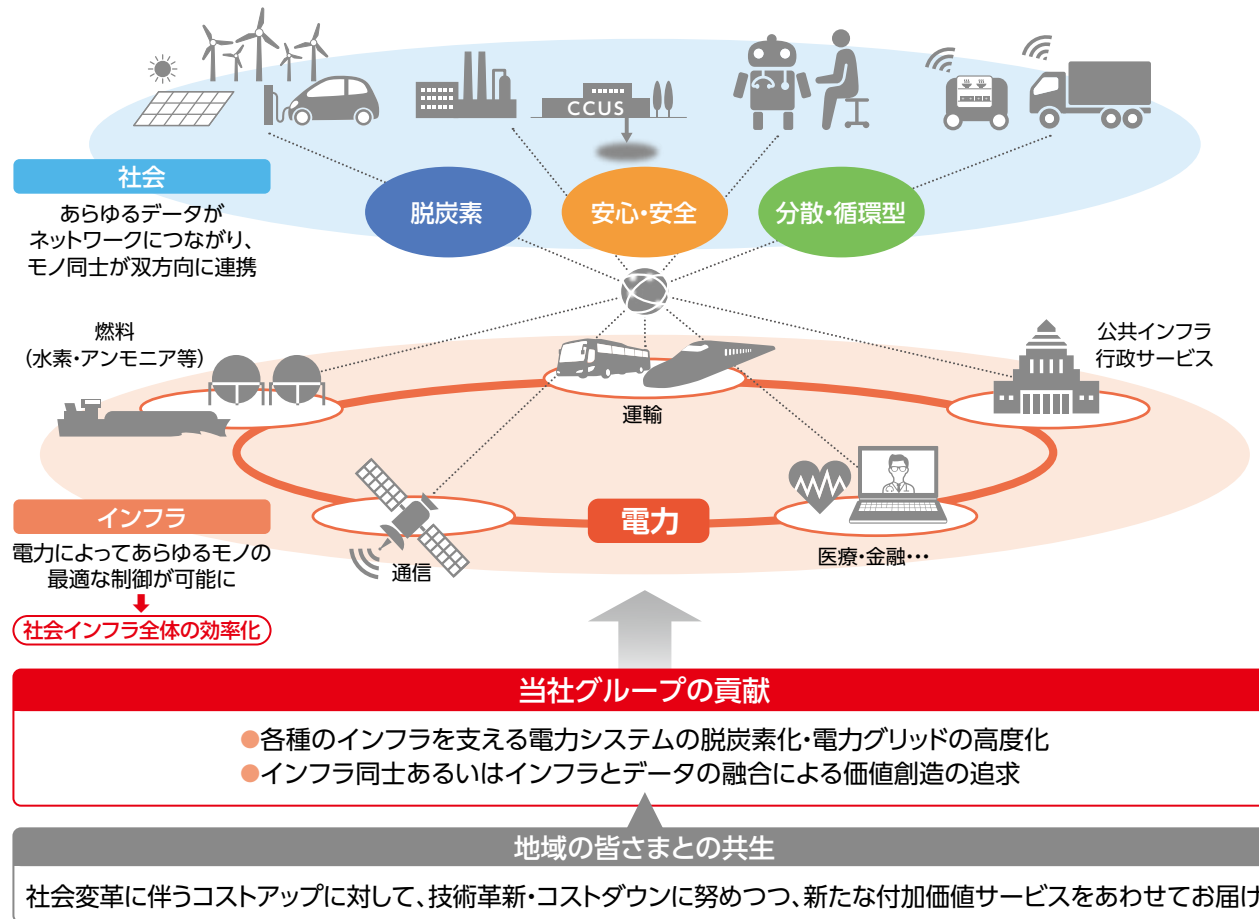 CCUS
社会
あらゆるデータが
ネットワークにつながり、
モノ同士が双方向に連携
脱炭素
安心・安全
分散・循環型
燃料
（水素・アンモニア等）
運輸
公共インフラ
行政サービス
インフラ
電力によってあらゆるモノの
最適な制御が可能に
社会インフラ全体の効率化
通信
電力
医療・金融・・・
当社グループの貢献
●各種のインフラを支える電力システムの脱炭素化・電力グリッドの高度化
●インフラ同士あるいはインフラとデータの融合による価値創造の追求
地域の皆さまとの共生
社会変革に伴うコストアップに対して、技術革新・コストダウンに努めつつ、新たな付加価値サービスをあわせてお届け